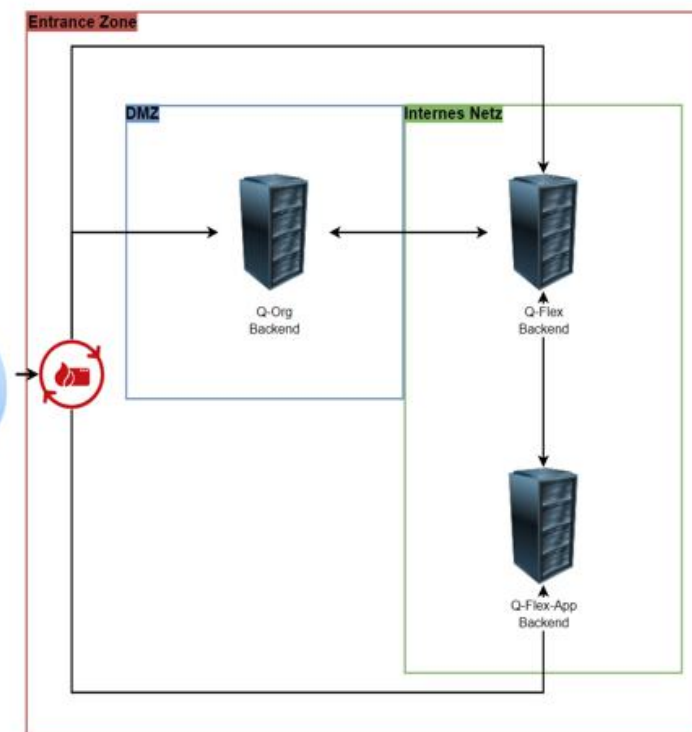 Entrance Zone
DMZ
Internes Netz
Q-Org
Backend
Q-Flex
Backend
Q-Flex-App
Backend